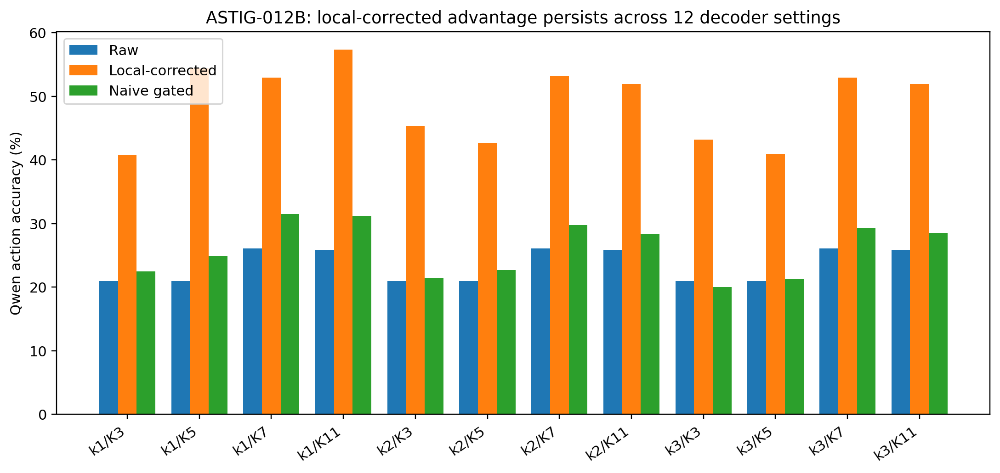 ASTIG-012B: local-corrected advantage persists across 12 decoder settings
Raw
Local-corrected
Naive gated
Qwen action accuracy (%)
60
50
40
30
20
10
0
k1/K3
k1/K5
k1/K7
k1/K11
k2/K3
k2/K5
k2/K7
k2/K11
k3/K3
k3/K5
k3/K7
k3/K11